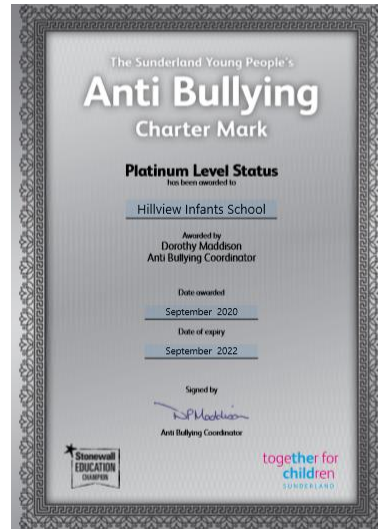 The Sunderland Young People's
Anti Bullying
Charter Mark
Platinum Level Status
has been awarded to
Hillview Infants School
Awarded by
Dorothy Maddison
Anti Bullying Coordinator
Date awarded
September 2020
Date of expiry
September 2022
Signed by
DP Maddison
Anti Bullying Coordinator
Stonewall
EDUCATION
CHAMPION
together for
children
SUNDERLAND